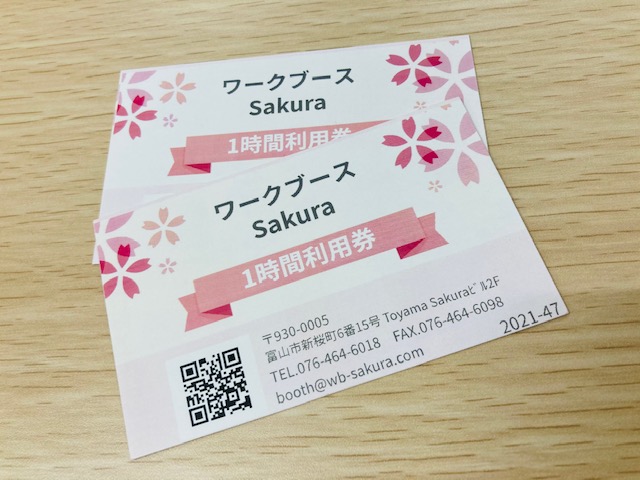 ワークブース
Sakura
1時間利用券
ワークブース
Sakura
1時間利用券
〒930-0005
富山市新桜町6番15号 Toyama Sakuraﾋﾞﾙ2F
TEL.076-464-6018 FAX.076-464-6098
booth@wb-sakura.com
2021-47